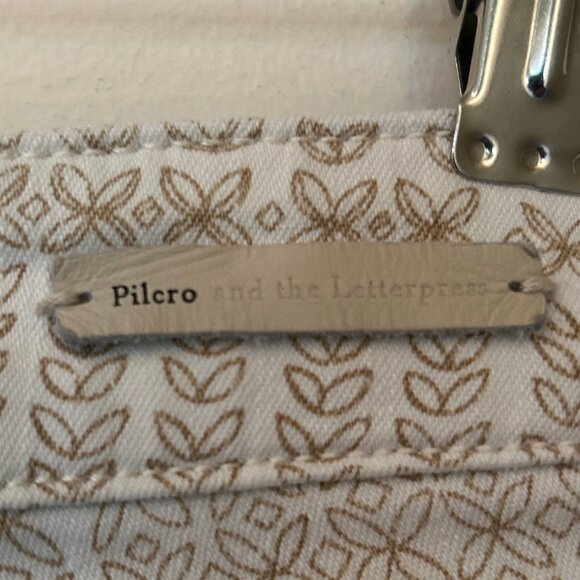 Pilcro and the Letterpress